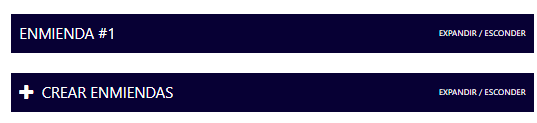 ENMIENDA #1 EXPANDIR / ESCONDER
CREAR ENMIENDAS EXPANDIR / ESCONDER